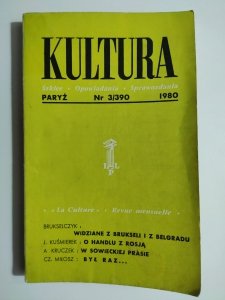 KULTURA
Szkice • Opowiadania • Sprawozdania
PARYŻ Nr 3/390 1980
I L
L
P
« La Culture » Revue mensuelle
BRUKSELCZYK:
WIDZIANE Z BRUKSELI I Z BELGRADU
J. KUŚMIEREK: O HANDLU Z ROSJĄ
A. KRUCZEK: W SOWIECKIEJ PRASIE
CZ. MIŁOSZ: BYŁ RAZ...